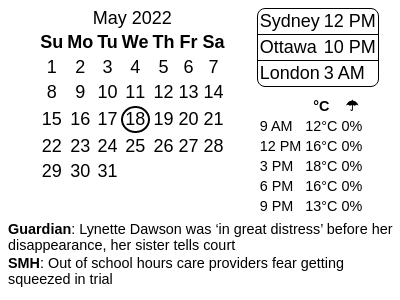 May 2022
Su Mo Tu We Th Fr Sa
1 2 3 4 5 6 7
8 9 10 11 12 13 14
15 16 17 18 19 20 21
22 23 24 25 26 27 28
29 30 31
Sydney 12 PM
Ottawa 10 PM
London 3 AM
°C ☂
9 AM 12°C 0%
12 PM 16°C 0%
3 PM 18°C 0%
6 PM 16°C 0%
9 PM 13°C 0%
Guardian: Lynette Dawson was ‘in great distress’ before her
disappearance, her sister tells court
SMH: Out of school hours care providers fear getting
squeezed in trial